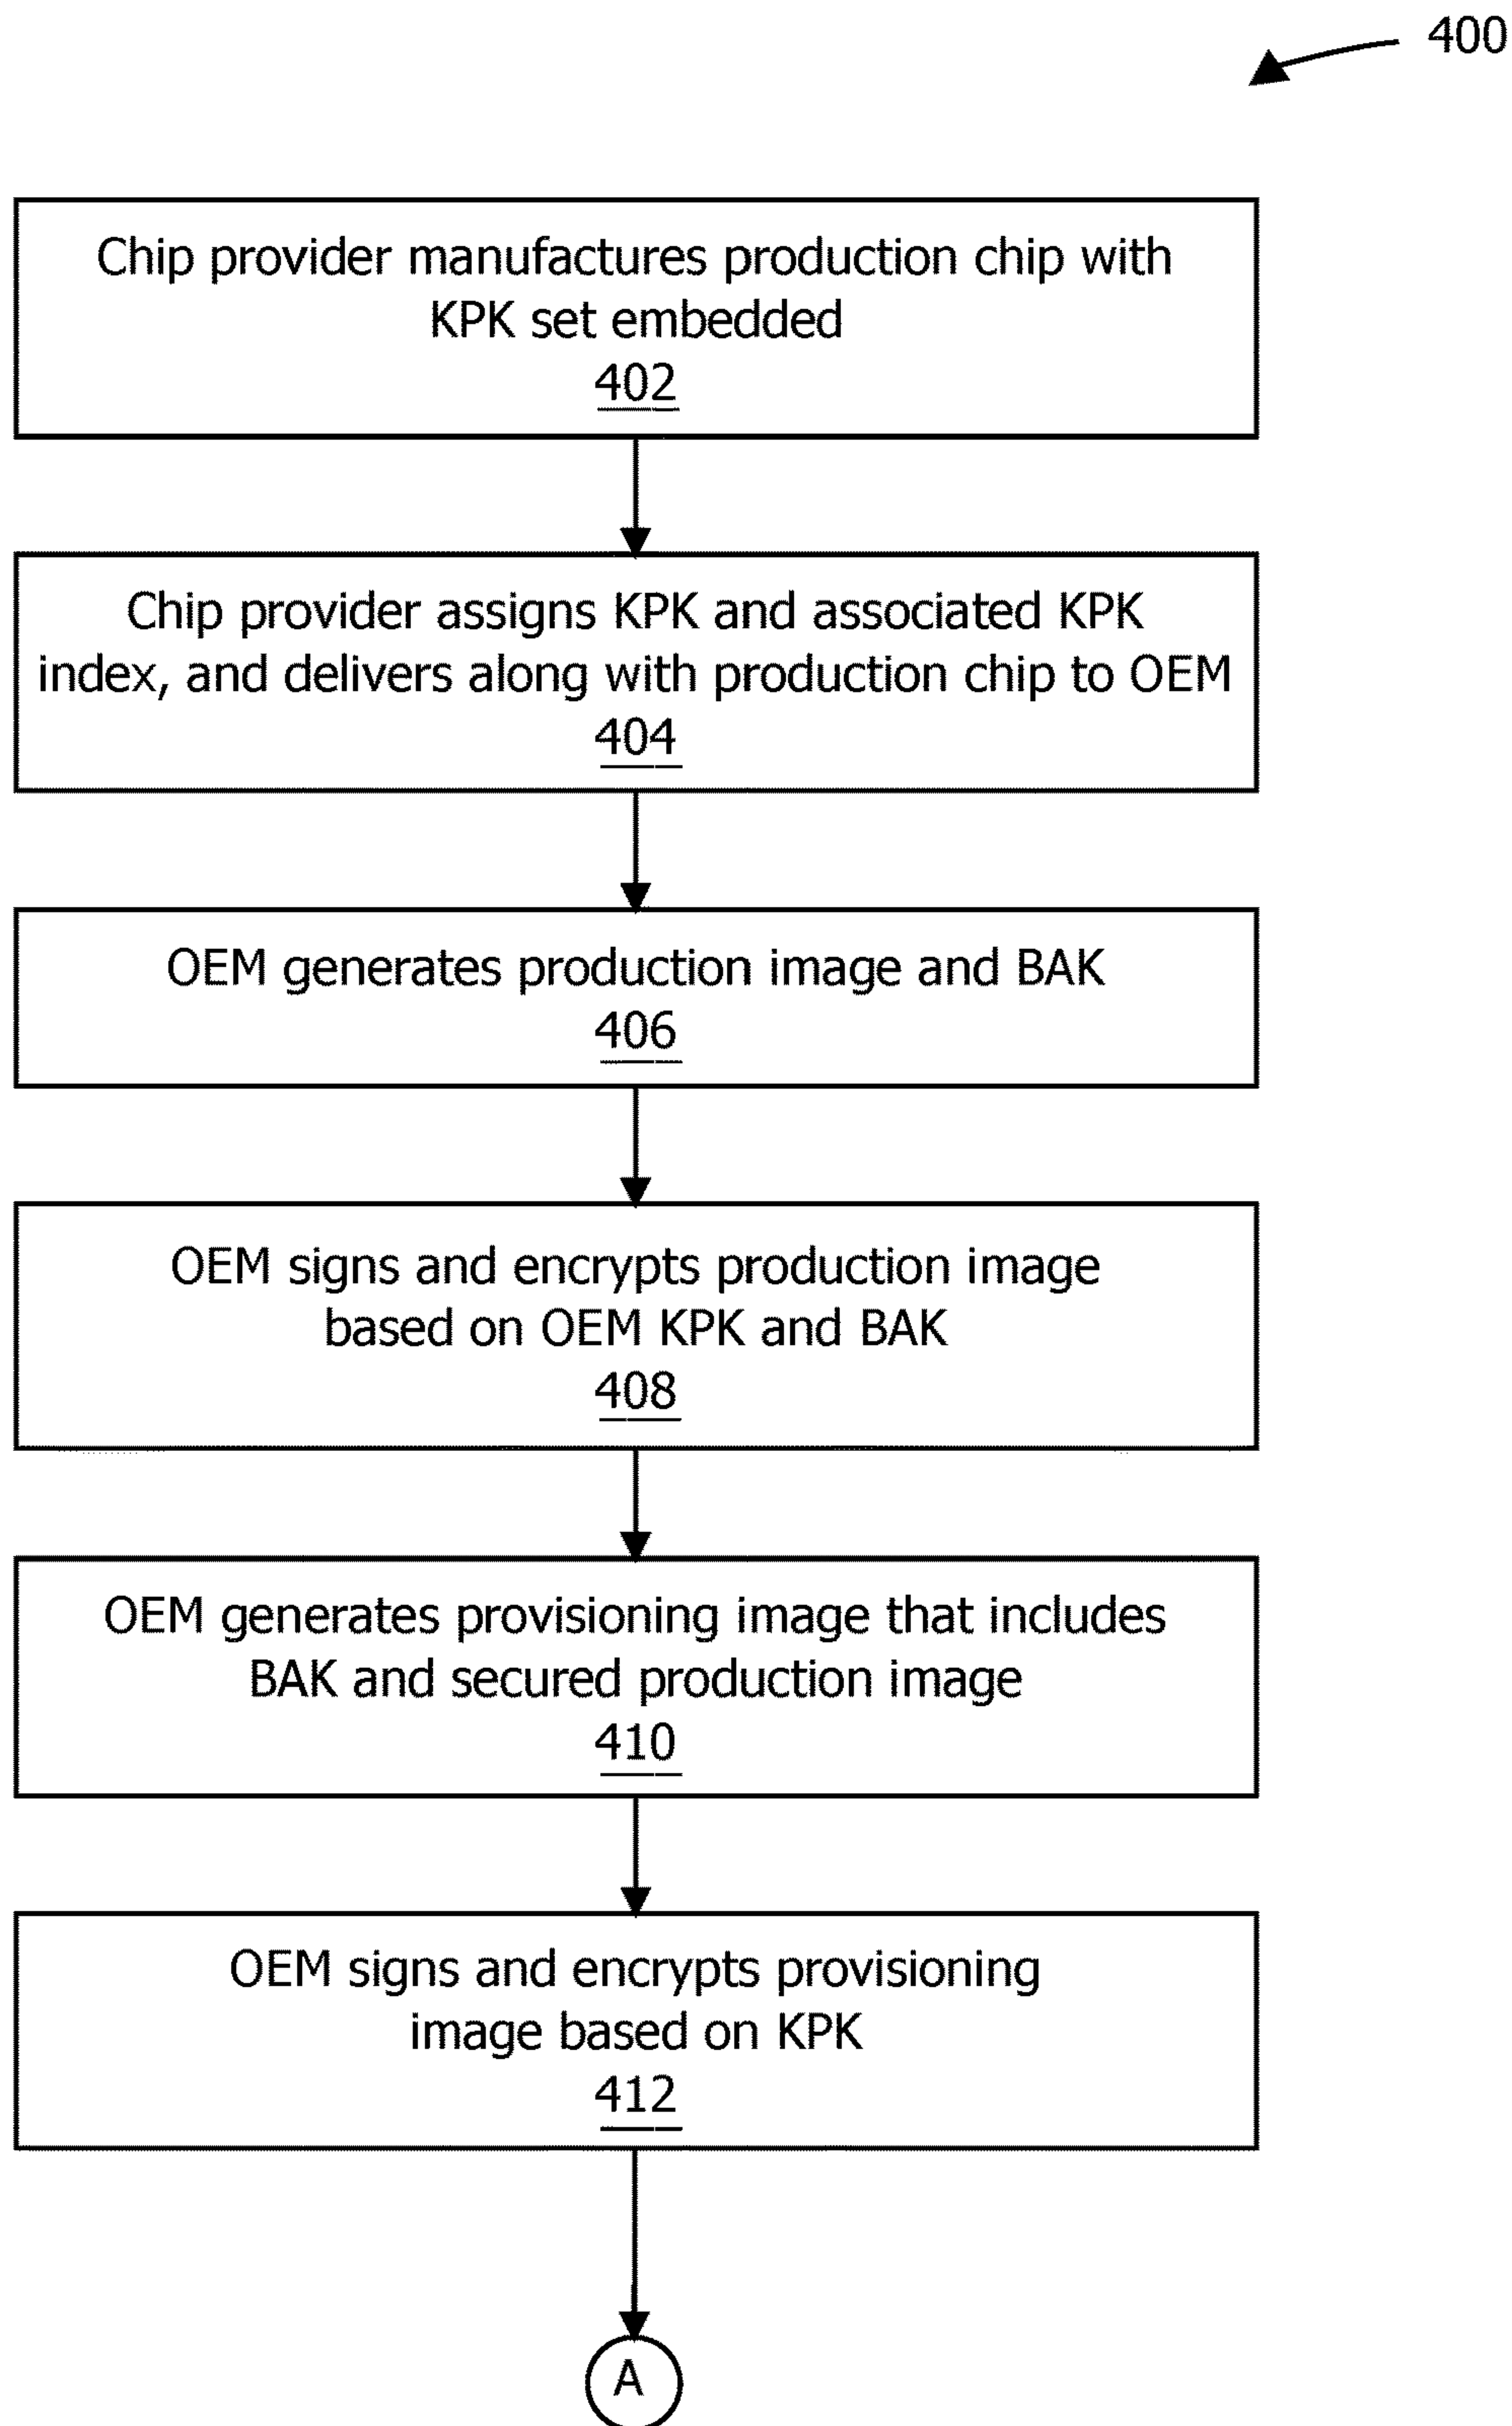 400
Chip provider manufactures production chip with
KPK set embedded
402
Chip provider assigns KPK and associated KPK
index, and delivers along with production chip to OEM
404
OEM generates production image and BAK
406
OEM signs and encrypts production image
based on OEM KPK and BAK
408
OEM generates provisioning image that includes
BAK and secured production image
410
OEM signs and encrypts provisioning
image based on KPK
412
A